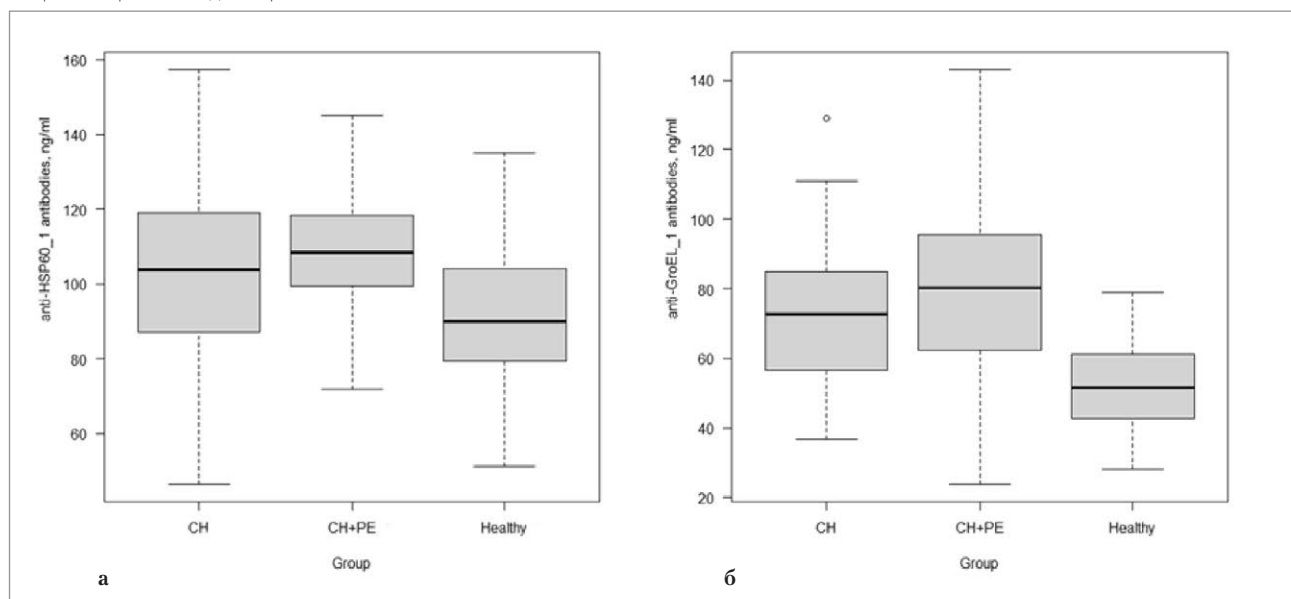 anti-HSP60_1 antibodies, ng/ml
160
140
120
100
80
60
CH
CH+PE
Healthy
Group
а
anti-GroEL_1 antibodies, ng/ml
140
120
100
80
60
40
20
CH
CH+PE
Healthy
Group
б